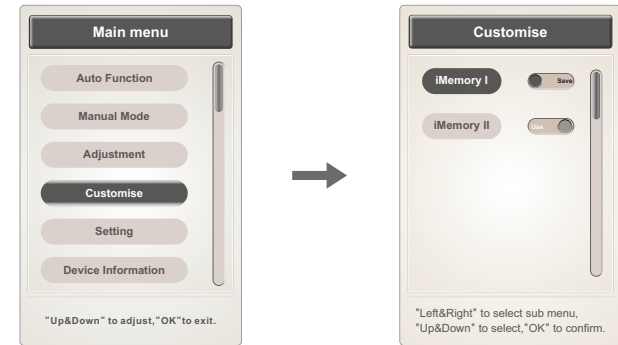 Main menu
Auto Function
Manual Mode
Adjustment
Customise
Setting
Device Information
"Up&Down" to adjust,"OK"to exit.
Customise
iMemory I
Save
iMemory II
Use
"Left&Right" to select sub menu,
"Up&Down" to select,"OK" to confirm.